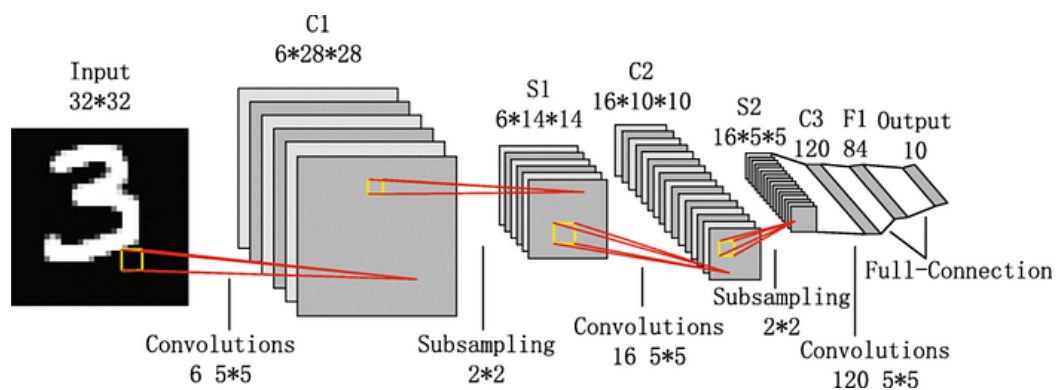 Input
32*32
C1
6*28*28
S1
6*14*14
C2
16*10*10
S2
16*5*5
C3
120
F1
84
Output
10
Convolutions
6 5*5
Subsampling
2*2
Convolutions
16 5*5
Subsampling
2*2
Convolutions
120 5*5
Full-Connection
3